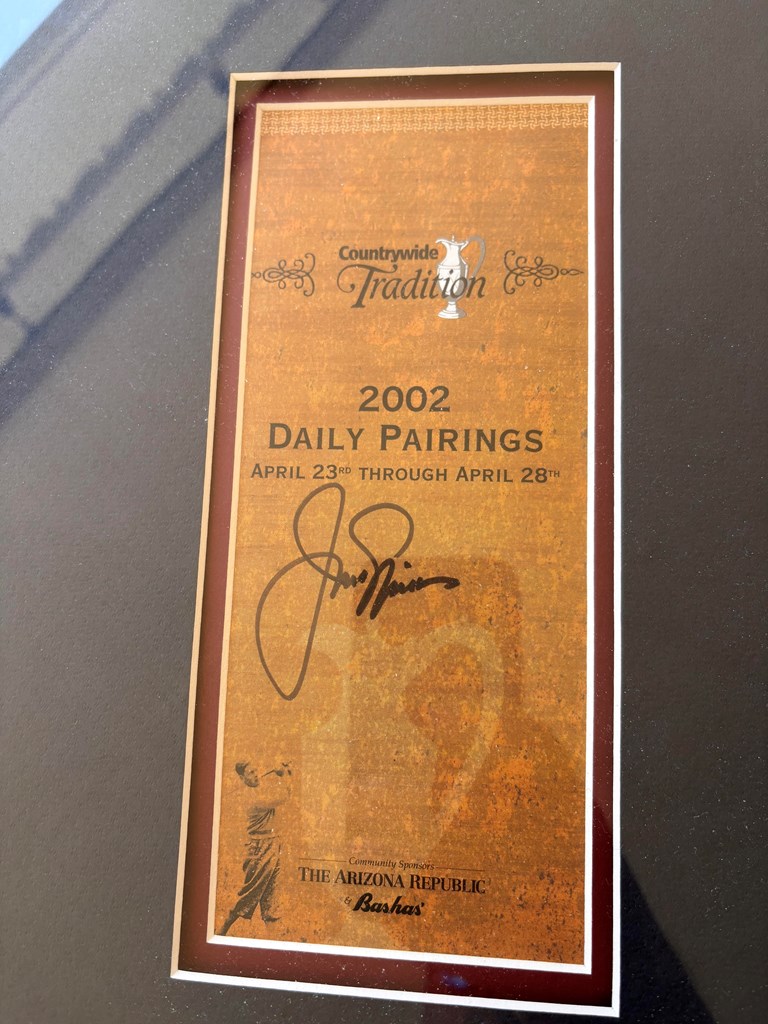 Countrywide
Tradition
2002
DAILY PAIRINGS
APRIL 23RD THROUGH APRIL 28TH
Community Sponsors
THE ARIZONA REPUBLIC
& Bashas'